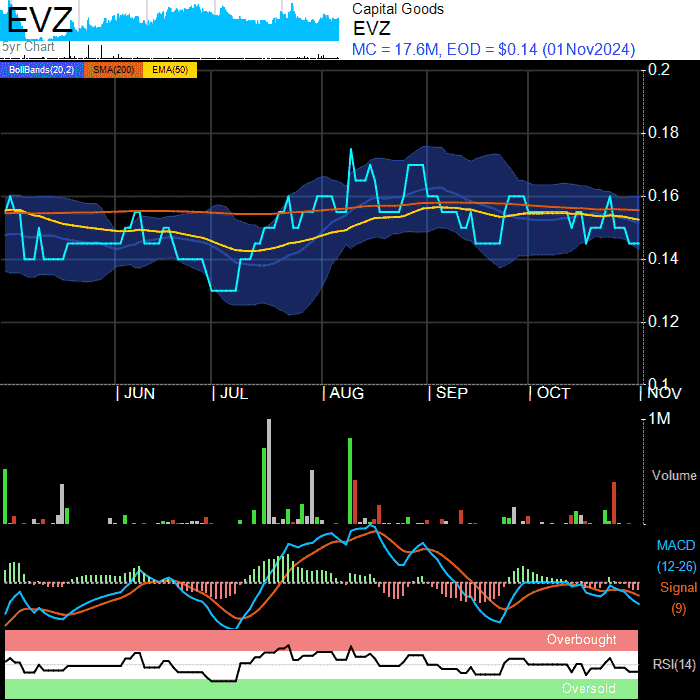 EVZ
5yr Chart
Capital Goods
EVZ
MC = 17.6M, EOD = $0.14 (01Nov2024)
BollBands(20,2) SMA(200) EMA(50)
0.2
0.18
0.16
0.14
0.12
0.1
JUN JUL AUG SEP OCT NOV
1M
Volume
MACD
(12-26)
Signal
(9)
Overbought
RSI(14)
Oversold